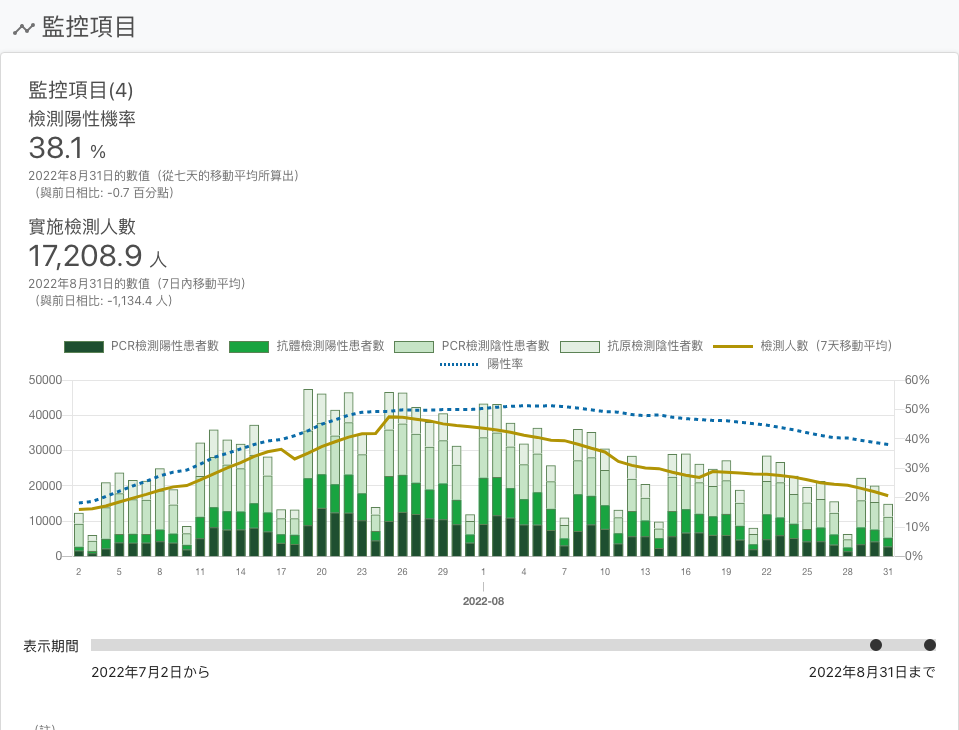 監控項目
監控項目(4)
檢測陽性機率
38.1 %
2022年8月31日的數值（從七天的移動平均所算出）
（與前日相比: -0.7 百分點）
實施檢測人數
17,208.9 人
2022年8月31日的數值（7日內移動平均）
（與前日相比: -1,134.4 人）
PCR檢測陽性患者數 抗體檢測陽性患者數 PCR檢測陰性患者數 抗原檢測陰性者數 檢測人數（7天移動平均）
陽性率
50000 60%
40000 50%
30000 40%
20000 30%
10000 20%
0 10%
0%
2 5 8 11 14 17 20 23 26 29 1 4 7 10 13 16 19 22 25 28 31
2022-08
表示期間
2022年7月2日から 2022年8月31日まで
（註）